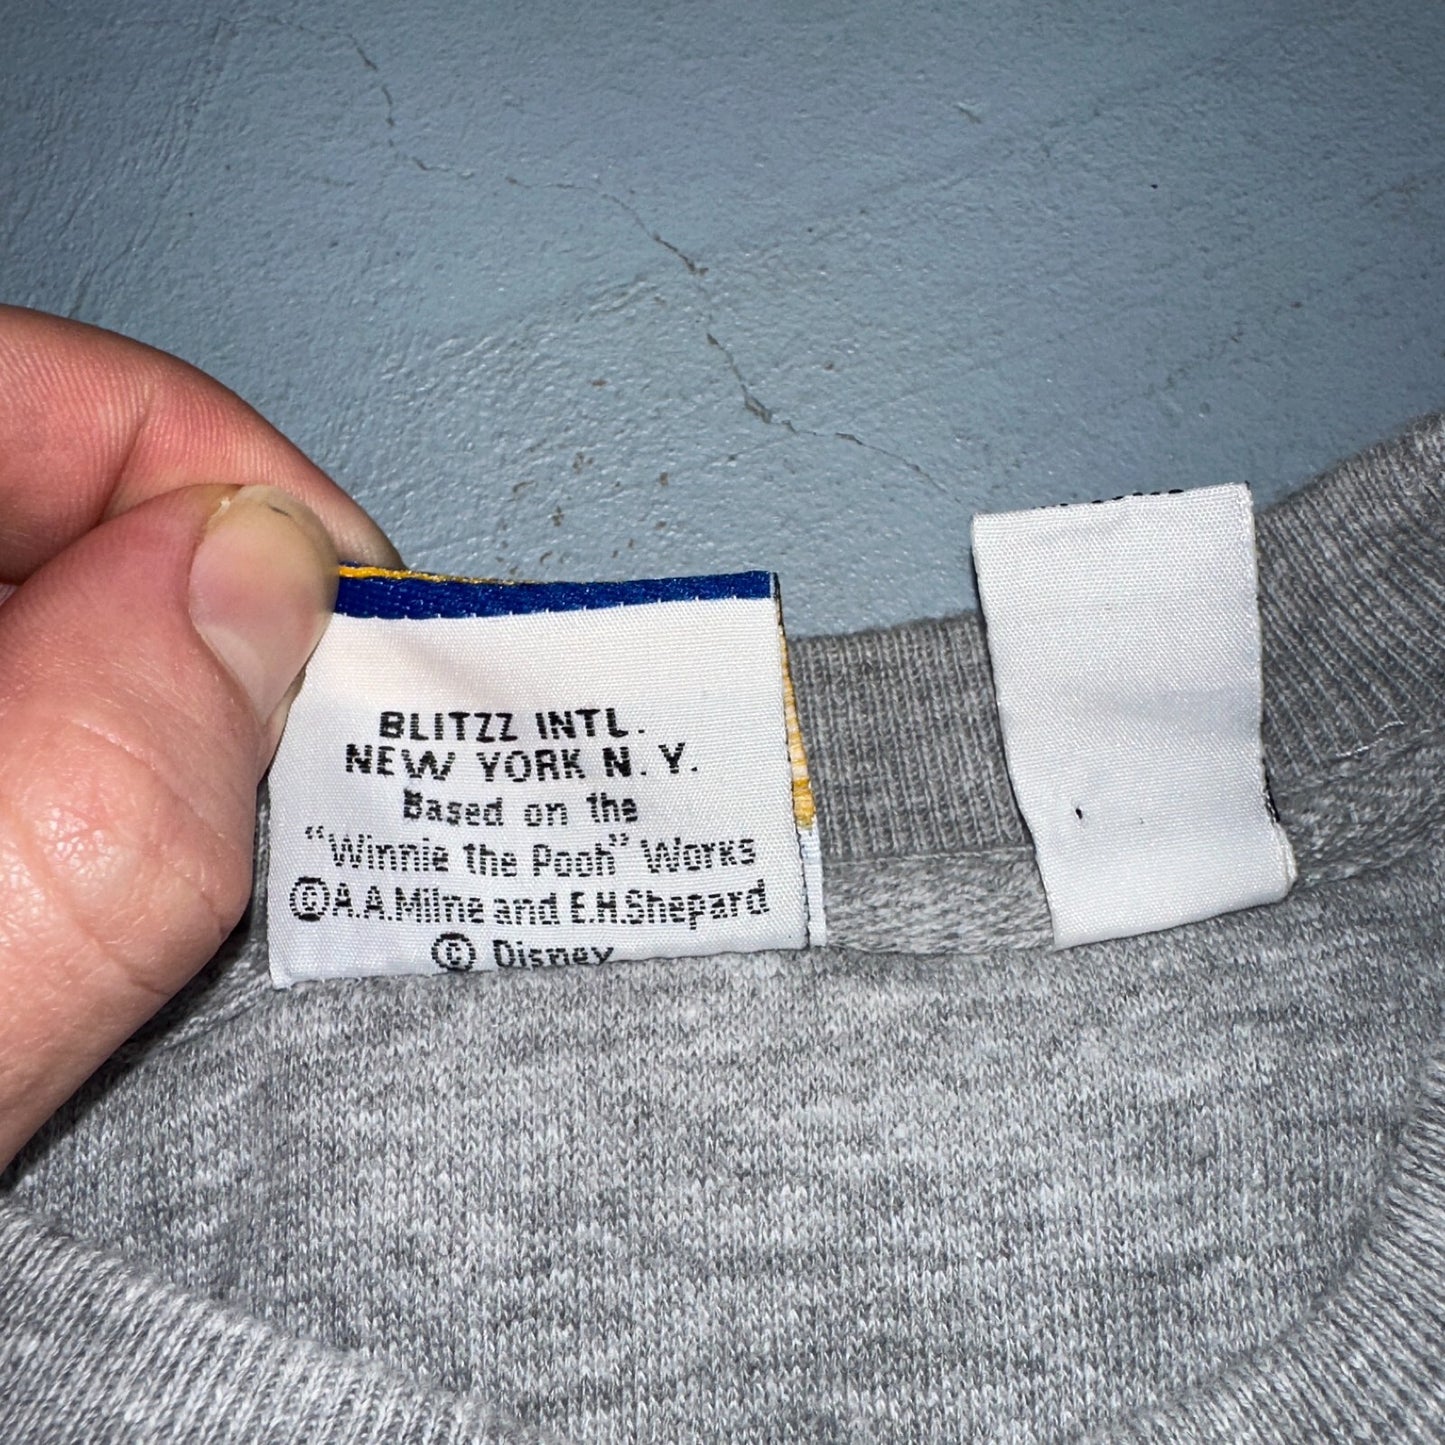 BLITZZ INTL.
NEW YORK N.Y.
Based on the
“Winnie the Pooh” Works
©A.A.Milne and E.H.Shepard
© Disney